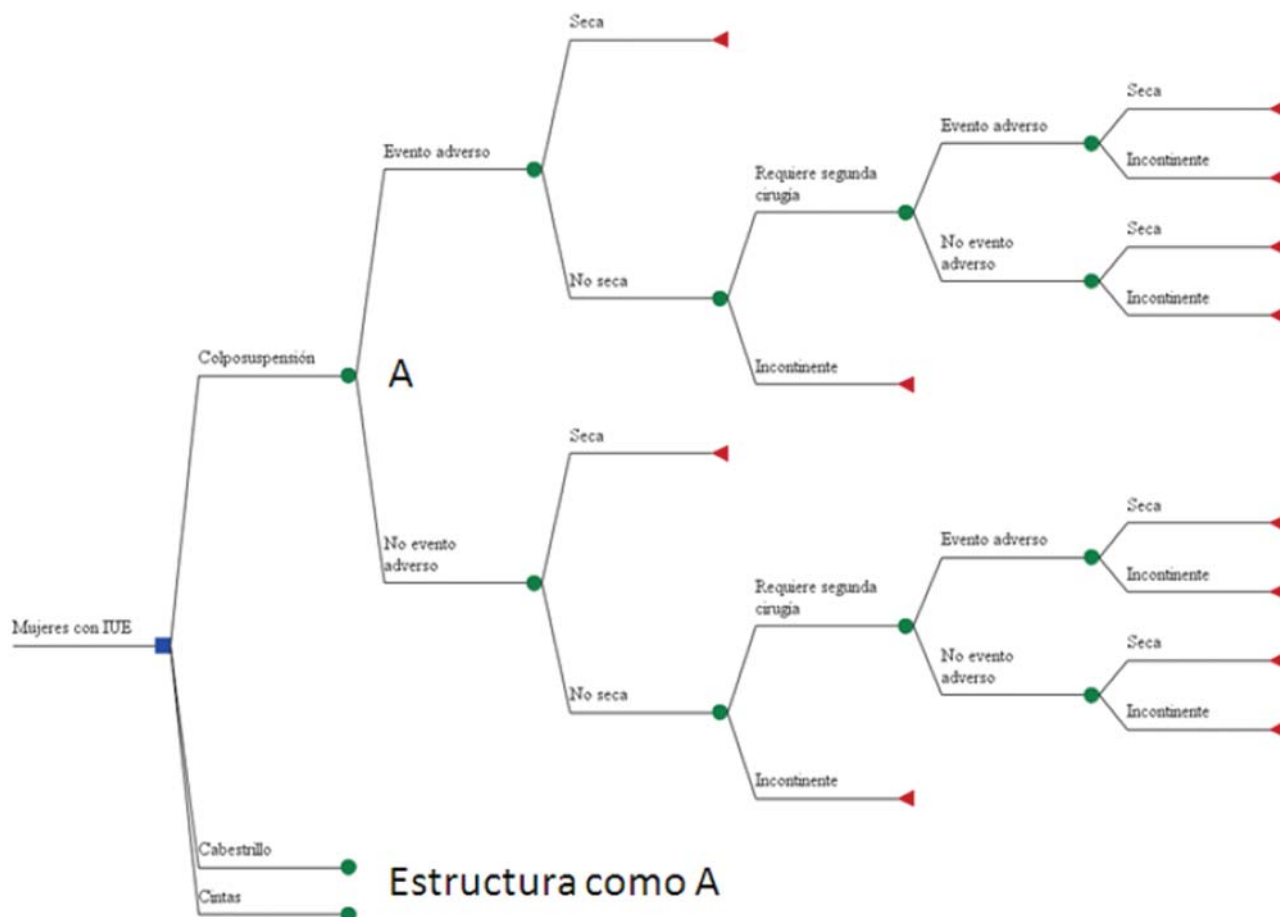 Seca
Seca
Evento adverso
Evento adverso
Incontinente
Requiere segunda
cirugía
Seca
No evento
adverso
No seca
Incontinente
Colposuspensión
A
Incontinente
Seca
Seca
Evento adverso
No evento
adverso
Incontinente
Requiere segunda
cirugía
Mujeres con IUE
Seca
No evento
adverso
No seca
Incontinente
Incontinente
Cabestrillo
Estructura como A
Cintas